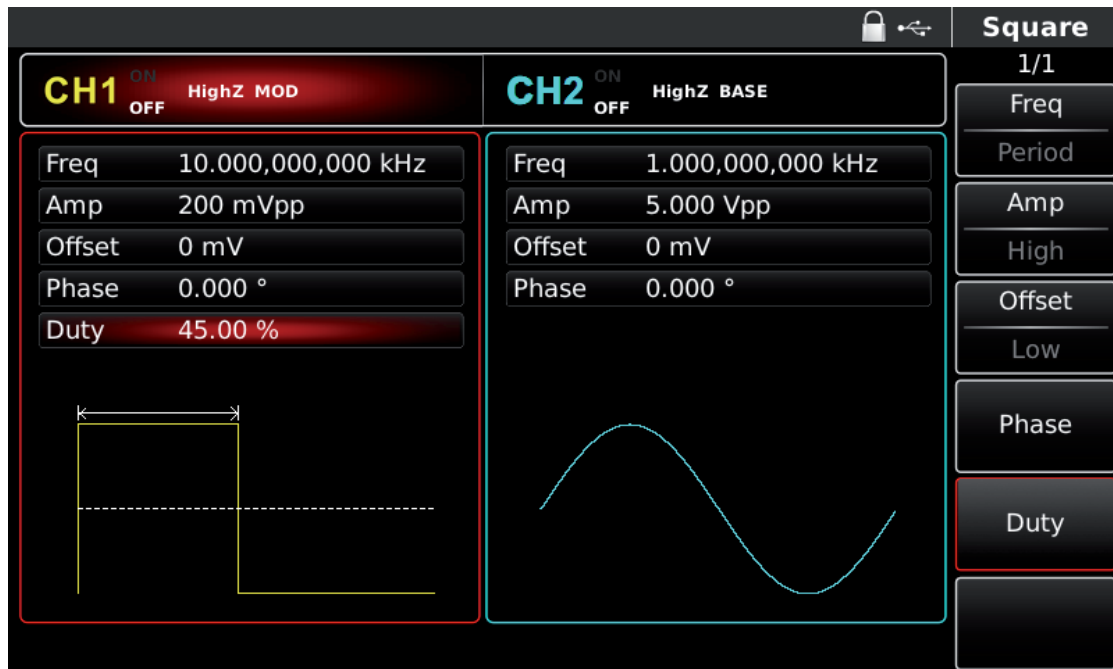 Square
1/1
CH1 ON OFF HighZ MOD
CH2 ON OFF HighZ BASE
Freq 10.000,000,000 kHz
Amp 200 mVpp
Offset 0 mV
Phase 0.000 °
Duty 45.00 %
Freq 1.000,000,000 kHz
Amp 5.000 Vpp
Offset 0 mV
Phase 0.000 °
Freq
Period
Amp
High
Offset
Low
Phase
Duty